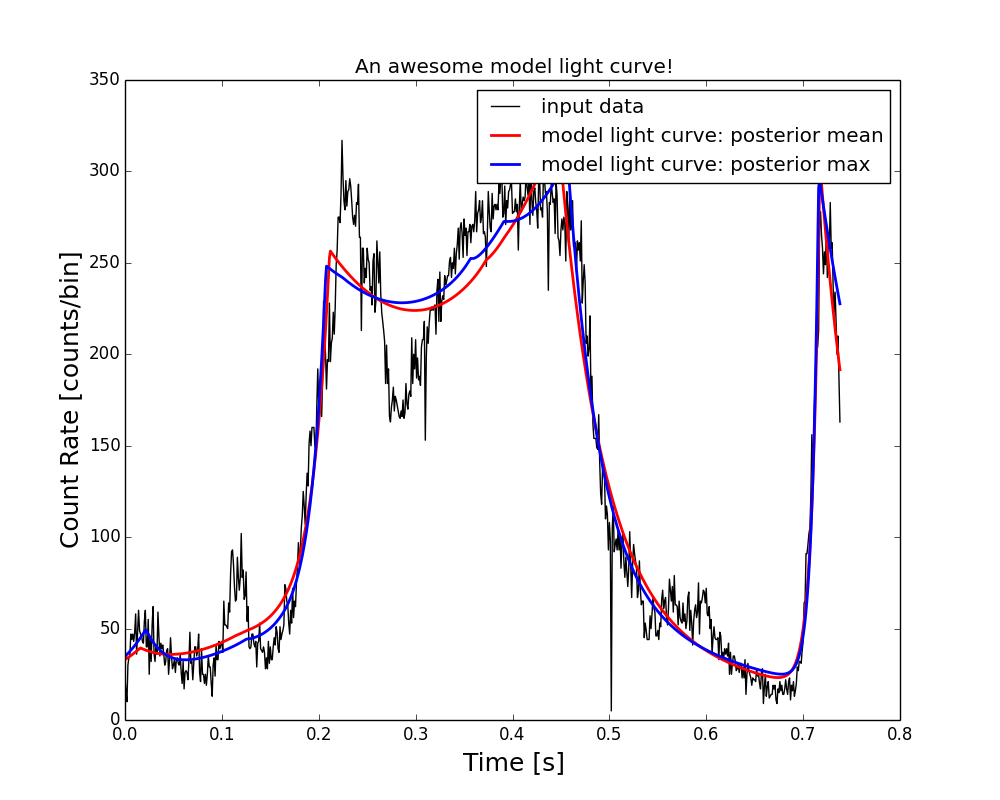 An awesome model light curve!
350
300
250
200
150
100
50
0
Count Rate [counts/bin]
input data
model light curve: posterior mean
model light curve: posterior max
0.0 0.1 0.2 0.3 0.4 0.5 0.6 0.7 0.8
Time [s]